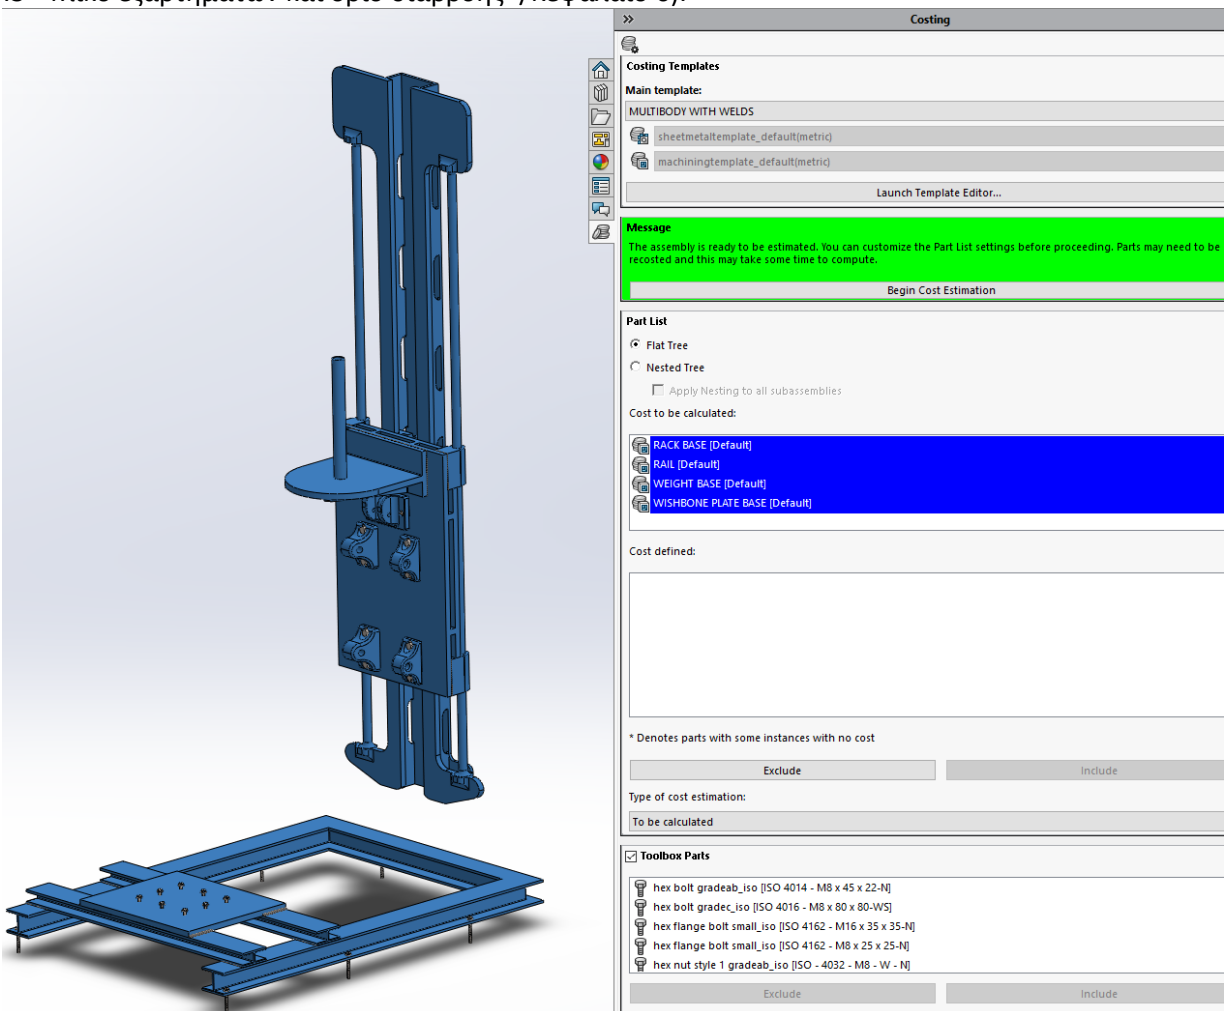 Costing
Costing Templates
Main template:
MULTIBODY WITH WELDS
sheetmetaltemplate_default(metric)
machiningtemplate_default(metric)
Launch Template Editor...
Message
The assembly is ready to be estimated. You can customize the Part List settings before proceeding. Parts may need to be
recosted and this may take some time to compute.
Begin Cost Estimation
Part List
Flat Tree
Nested Tree
Apply Nesting to all subassemblies
Cost to be calculated:
RACK BASE [Default]
RAIL [Default]
WEIGHT BASE [Default]
WISHBONE PLATE BASE [Default]
Cost defined:
* Denotes parts with some instances with no cost
Exclude
Include
Type of cost estimation:
To be calculated
Toolbox Parts
hex bolt gradeab_iso [ISO 4014 - M8 x 45 x 22-N]
hex bolt gradec_iso [ISO 4016 - M8 x 80 x 80-WS]
hex flange bolt small_iso [ISO 4162 - M16 x 35 x 35-N]
hex flange bolt small_iso [ISO 4162 - M8 x 25 x 25-N]
hex nut style 1 gradeab_iso [ISO - 4032 - M8 - W - N]
Exclude
Include